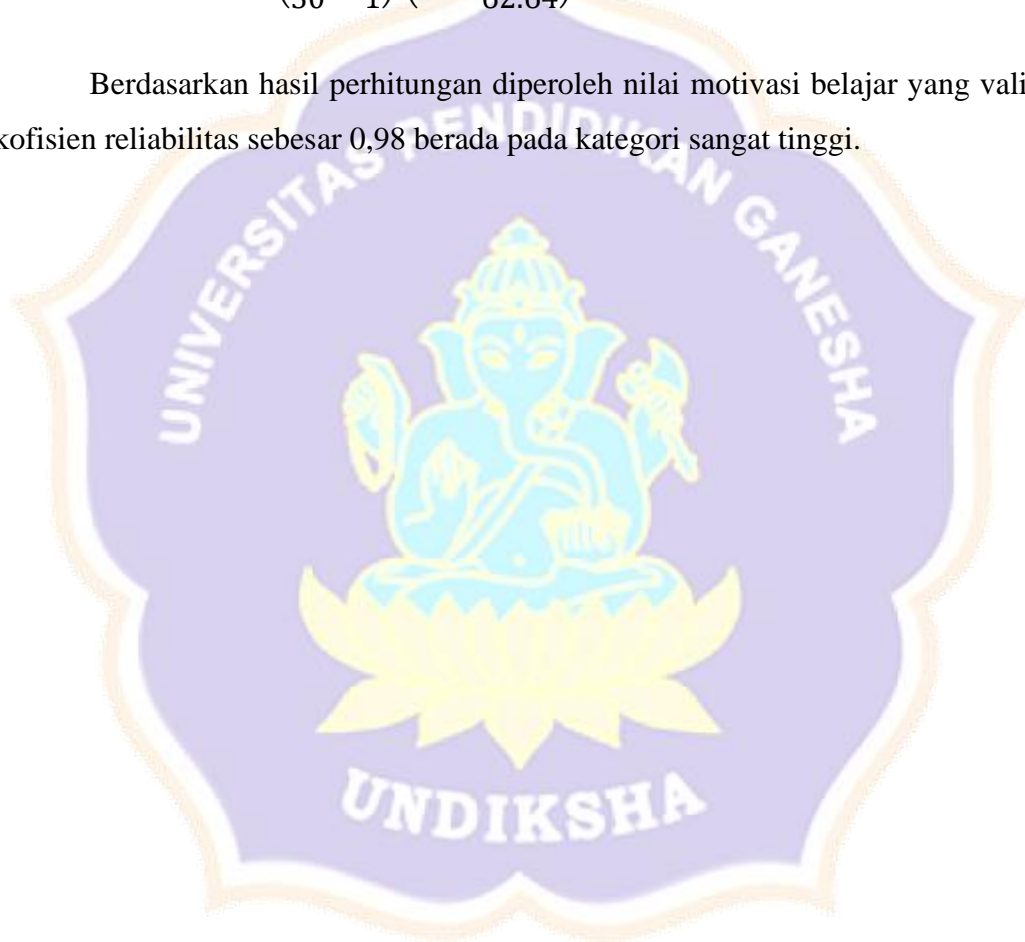 Berdasarkan hasil perhitungan diperoleh nilai motivasi belajar yang vali
kofisien reliabilitas sebesar 0,98 berada pada kategori sangat tinggi.
UNIVERSITAS PENDIDIKAN GANESHA
UNDIKSHA